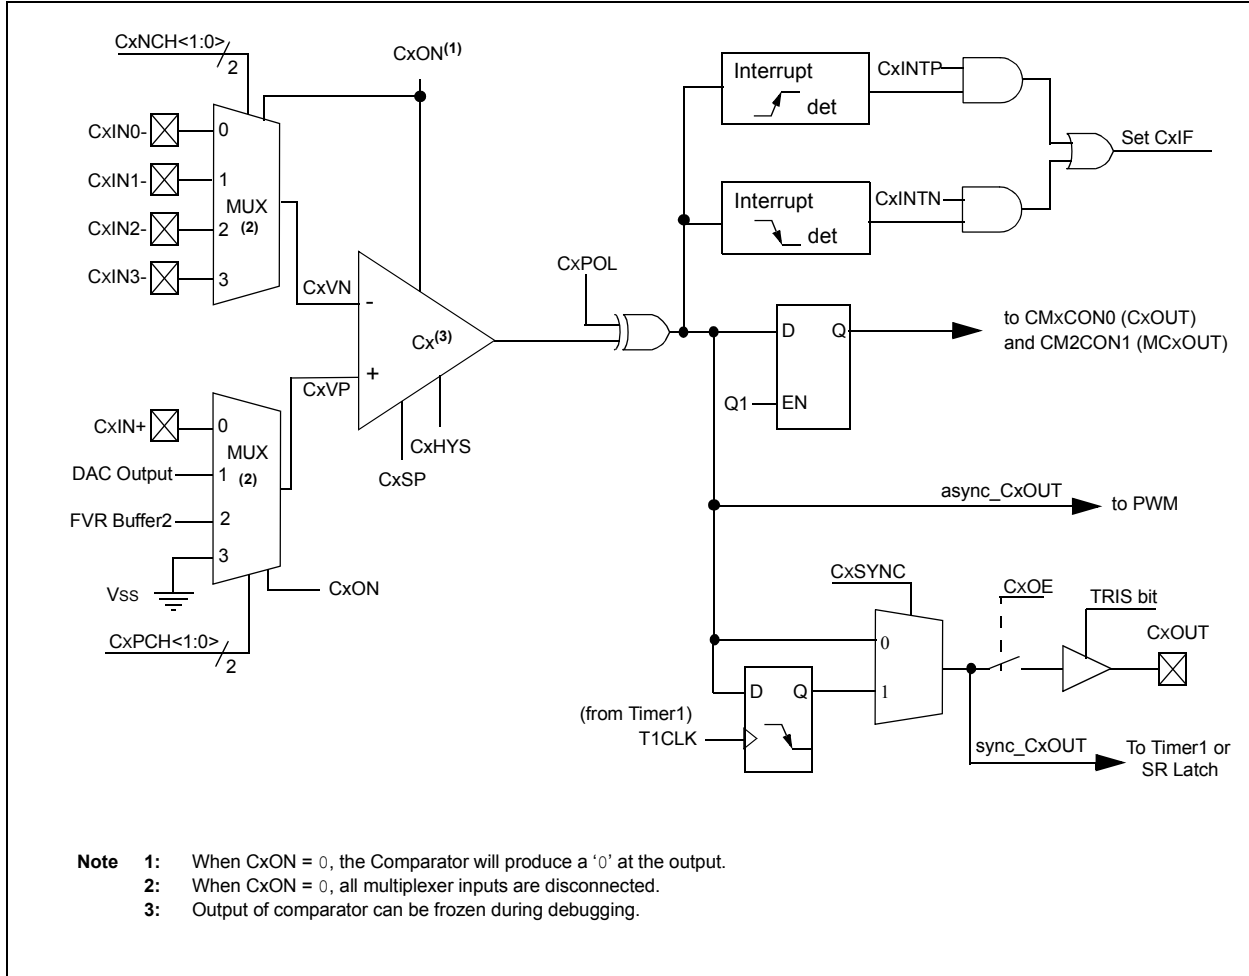 CxNCH<1:0>
2
CxON(1)
CxIN0-
CxIN1-
CxIN2-
CxIN3-
0
1
2
3
MUX
(2)
CxVN
-
Cx(3)
+
CxVP
CxHYS
CxSP
CxIN+
DAC Output
FVR Buffer2
VSS
0
1
2
3
MUX
(2)
CxON
CxPCH<1:0>
2
CxPOL
Interrupt
det
CxINTP
Interrupt
det
CxINTN
Set CxIF
D
Q
Q1
EN
to CMxCON0 (CxOUT)
and CM2CON1 (MCxOUT)
async_CxOUT
to PWM
CxSYNC
0
1
D
Q
(from Timer1)
T1CLK
CxOE
TRIS bit
CxOUT
sync_CxOUT
To Timer1 or
SR Latch
Note 1: When CxON = 0, the Comparator will produce a ‘0’ at the output.
2: When CxON = 0, all multiplexer inputs are disconnected.
3: Output of comparator can be frozen during debugging.